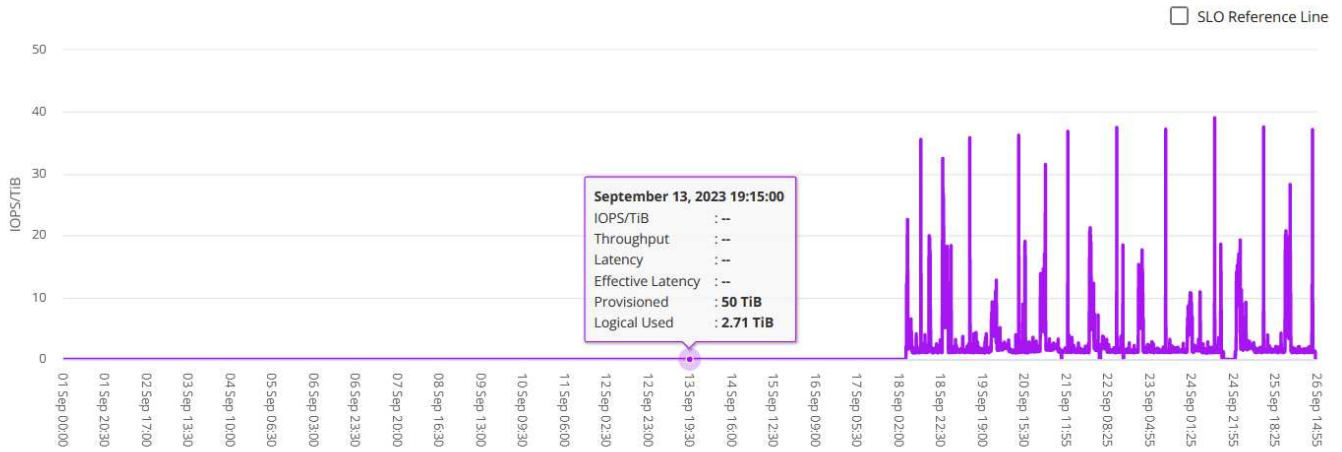 SLO Reference Line
50
40
30
20
10
0
IOPS/TiB
September 13, 2023 19:15:00
IOPS/TiB : --
Throughput : --
Latency : --
Effective Latency : --
Provisioned : 50 TiB
Logical Used : 2.71 TiB
01 Sep 00:00
01 Sep 20:30
02 Sep 17:00
03 Sep 13:30
04 Sep 10:00
05 Sep 06:30
06 Sep 03:00
06 Sep 23:30
07 Sep 20:00
08 Sep 16:30
09 Sep 13:00
10 Sep 09:30
11 Sep 06:00
12 Sep 02:30
12 Sep 23:00
13 Sep 19:30
14 Sep 16:00
15 Sep 12:30
16 Sep 09:00
17 Sep 05:30
18 Sep 02:00
18 Sep 22:30
19 Sep 19:00
20 Sep 15:30
21 Sep 11:55
22 Sep 08:25
23 Sep 04:55
24 Sep 01:25
24 Sep 21:55
25 Sep 18:25
26 Sep 14:55